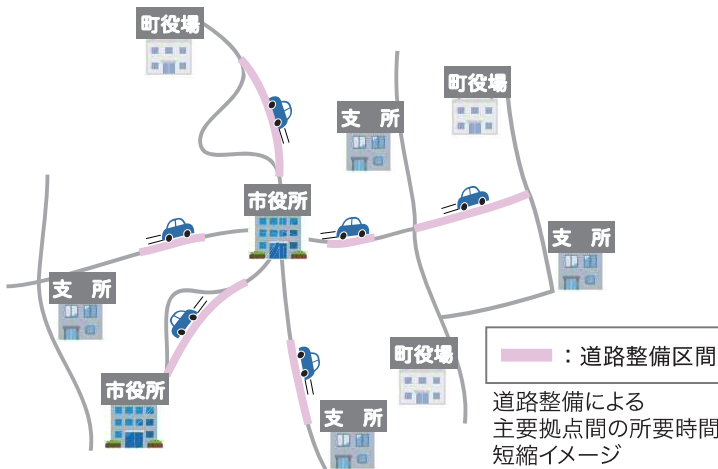 町役場
町役場
支 所
市役所
支 所
支 所
町役場
市役所
支 所
：道路整備区間
道路整備による
主要拠点間の所要時間
短縮イメージ